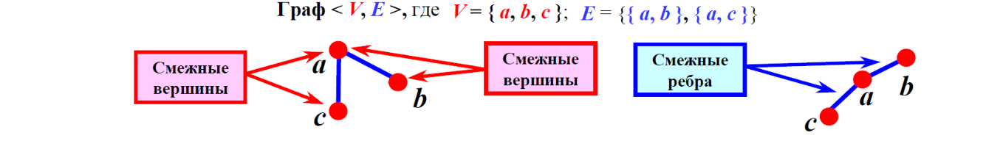 Граф < V, E >, где V = { a, b, c }; E = {{ a, b }, { a, c }}
Смежные
вершины
a
c
b
Смежные
вершины
Смежные
ребра
a
b
c